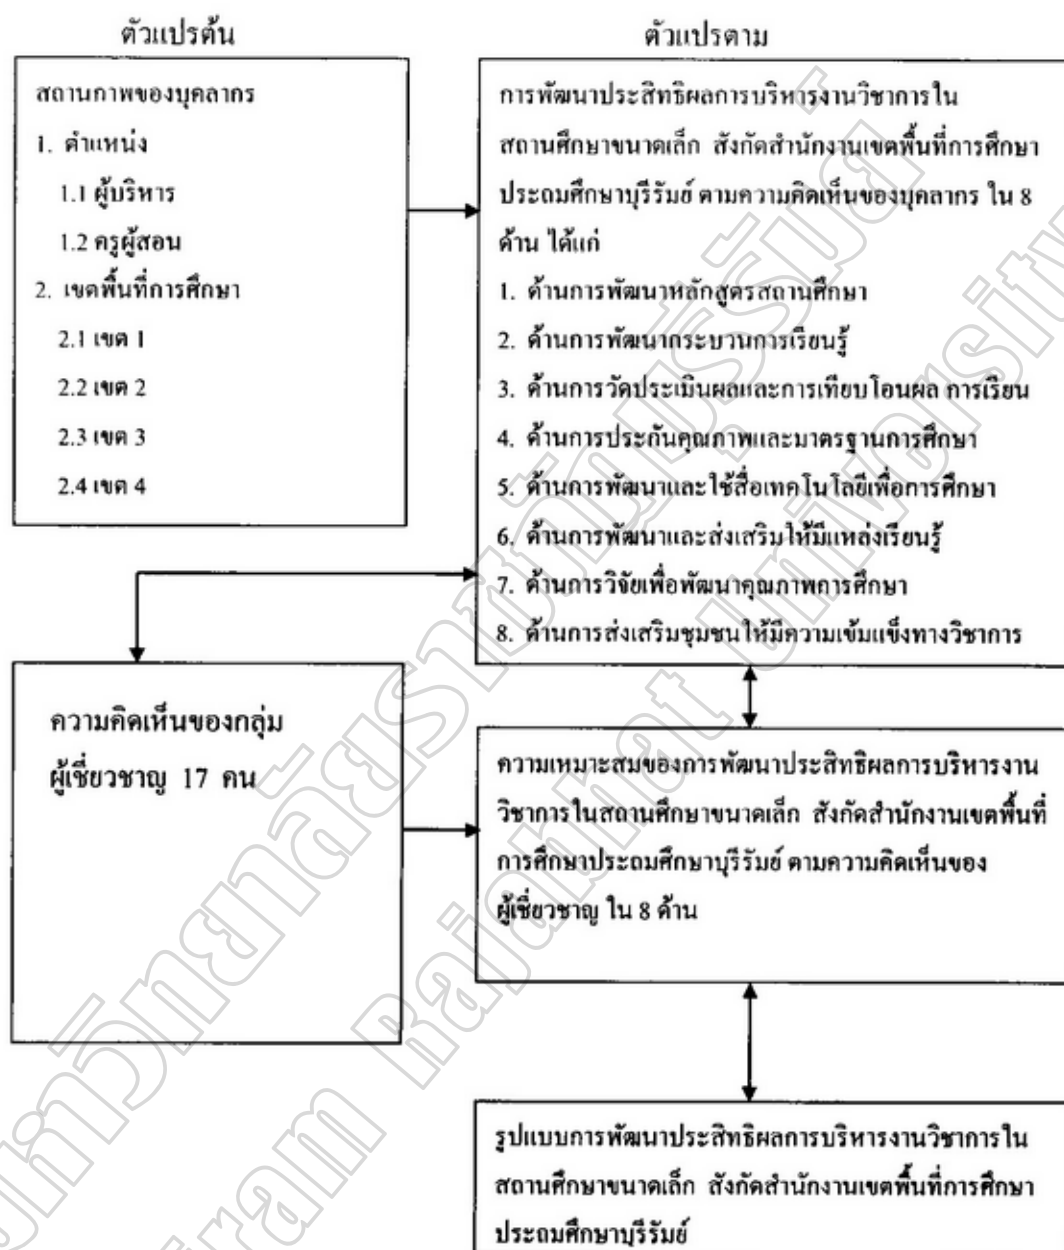 ตัวแปรต้น
ตัวแปรตาม
สถานภาพของบุคลากร
1. ตำแหน่ง
1.1 ผู้บริหาร
1.2 ครูผู้สอน
2. เขตพื้นที่การศึกษา
2.1 เขต 1
2.2 เขต 2
2.3 เขต 3
2.4 เขต 4
การพัฒนาประสิทธิผลการบริหารงานวิชาการใน
สถานศึกษาขนาดเล็ก สังกัดสำนักงานเขตพื้นที่การศึกษา
ประถมศึกษาบุรีรัมย์ ตามความคิดเห็นของบุคลากร ใน 8
ด้าน ได้แก่
1. ด้านการพัฒนาหลักสูตรสถานศึกษา
2. ด้านการพัฒนากระบวนการเรียนรู้
3. ด้านการวัดประเมินผลและการเทียบโอนผล การเรียน
4. ด้านการประกันคุณภาพและมาตรฐานการศึกษา
5. ด้านการพัฒนาและใช้สื่อเทคโนโลยีเพื่อการศึกษา
6. ด้านการพัฒนาและส่งเสริมให้มีแหล่งเรียนรู้
7. ด้านการวิจัยเพื่อพัฒนาคุณภาพการศึกษา
8. ด้านการส่งเสริมชุมชนให้มีความเข้มแข็งทางวิชาการ
ความคิดเห็นของกลุ่ม
ผู้เชี่ยวชาญ 17 คน
ความเหมาะสมของการพัฒนาประสิทธิผลการบริหารงาน
วิชาการในสถานศึกษาขนาดเล็ก สังกัดสำนักงานเขตพื้นที่
การศึกษาประถมศึกษาบุรีรัมย์ ตามความคิดเห็นของ
ผู้เชี่ยวชาญ ใน 8 ด้าน
รูปแบบการพัฒนาประสิทธิผลการบริหารงานวิชาการใน
สถานศึกษาขนาดเล็ก สังกัดสำนักงานเขตพื้นที่การศึกษา
ประถมศึกษาบุรีรัมย์
Rajabhat